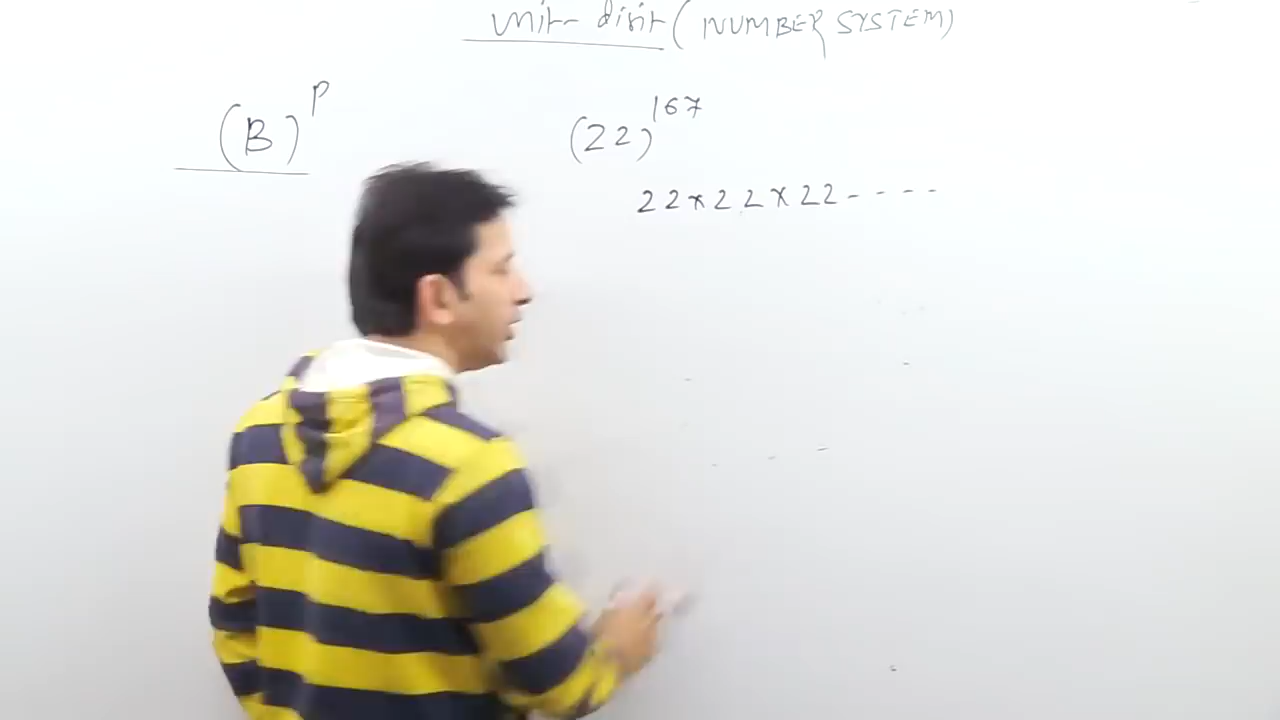 Unit digit (NUMBER SYSTEM)
(B)^P
(22)^167
22×22×22----